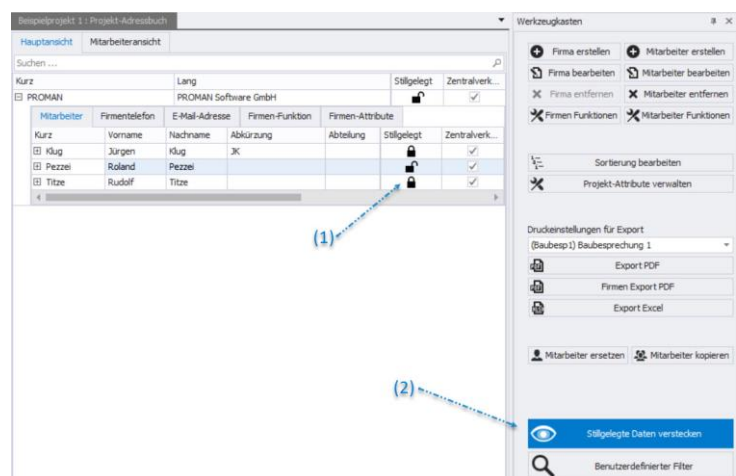 Beispielprojekt 1 : Projekt-Adressbuch
Hauptansicht Mitarbeiteransicht
Suchen ...
Kurz Lang Stillgelegt Zentralverk...
PROMAN PROMAN Software GmbH
Mitarbeiter Firmentelefon E-Mail-Adresse Firmen-Funktion Firmen-Attribute
Kurz Vorname Nachname Abkürzung Abteilung Stillgelegt Zentralverk...
Klug Jürgen Klug JK
Pezzei Roland Pezzei
Titze Rudolf Titze
(1)
(2)
Werkzeugkasten
Firma erstellen Mitarbeiter erstellen
Firma bearbeiten Mitarbeiter bearbeiten
Firma entfernen Mitarbeiter entfernen
Firmen Funktionen Mitarbeiter Funktionen
Sortierung bearbeiten
Projekt-Attribute verwalten
Druckeinstellungen für Export
(Baubesp1) Baubesprechung 1
Export PDF
Firmen Export PDF
Export Excel
Mitarbeiter ersetzen Mitarbeiter kopieren
Stillgelegte Daten verstecken
Benutzerdefinierter Filter